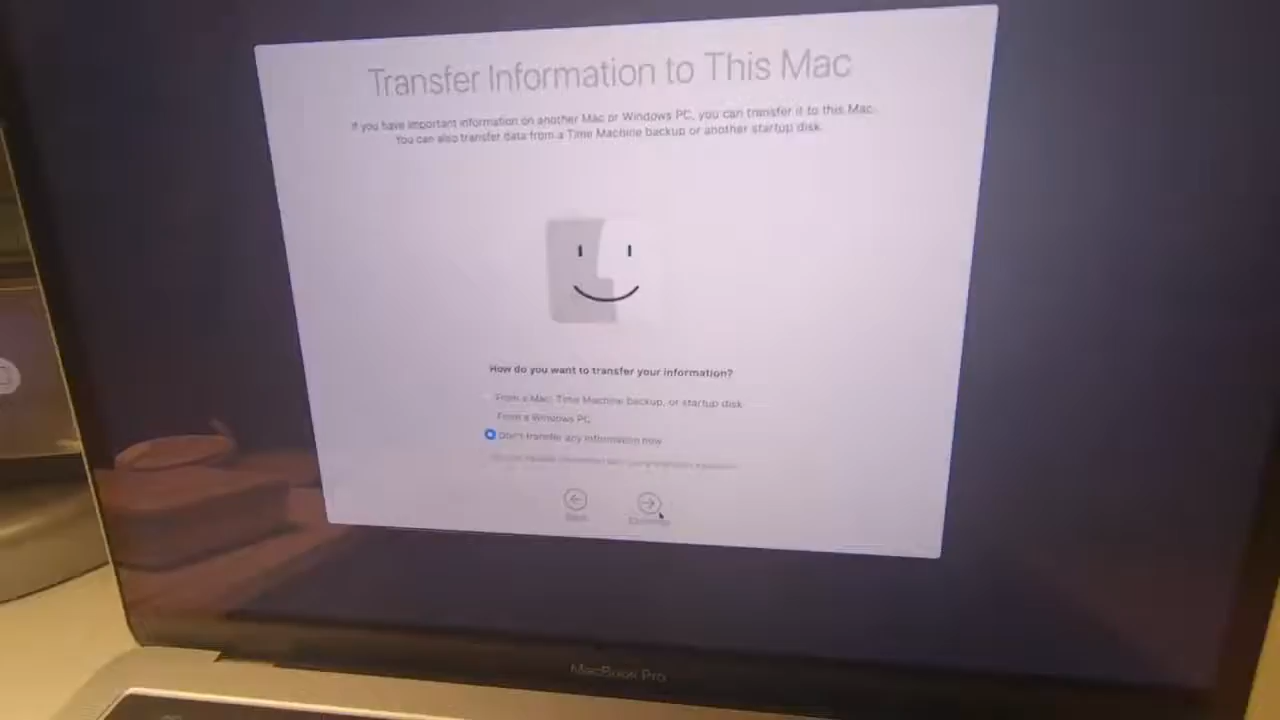 Transfer Information to This Mac
If you have important information on another Mac or Windows PC, you can transfer it to this Mac.
You can also transfer data from a Time Machine backup or another startup disk.
How do you want to transfer your information?
From a Mac, Time Machine backup, or startup disk
From a Windows PC
Don't transfer any information now
Back
Continue
MacBook Pro